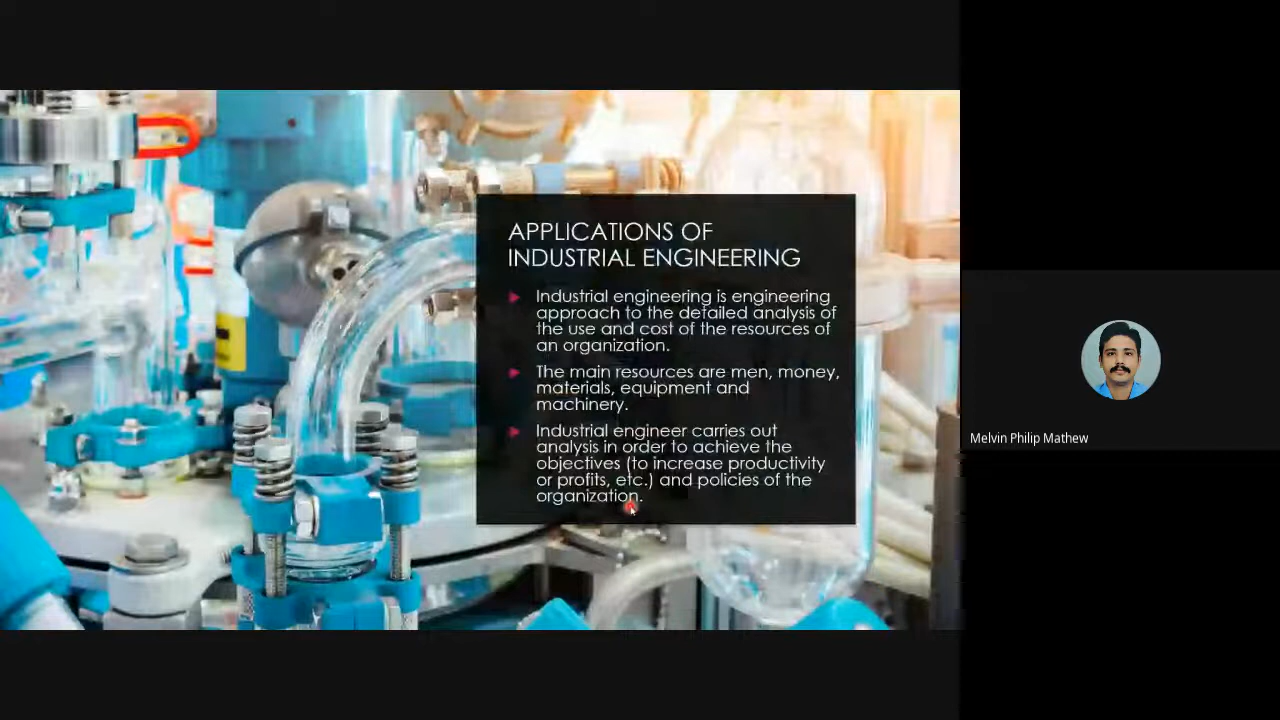 APPLICATIONS OF
INDUSTRIAL ENGINEERING
Industrial engineering is engineering
approach to the detailed analysis of
the use and cost of the resources of
an organization.
The main resources are men, money,
materials, equipment and
machinery.
Industrial engineer carries out
analysis in order to achieve the
objectives (to increase productivity
or profits, etc.) and policies of the
organization.
Melvin Philip Mathew